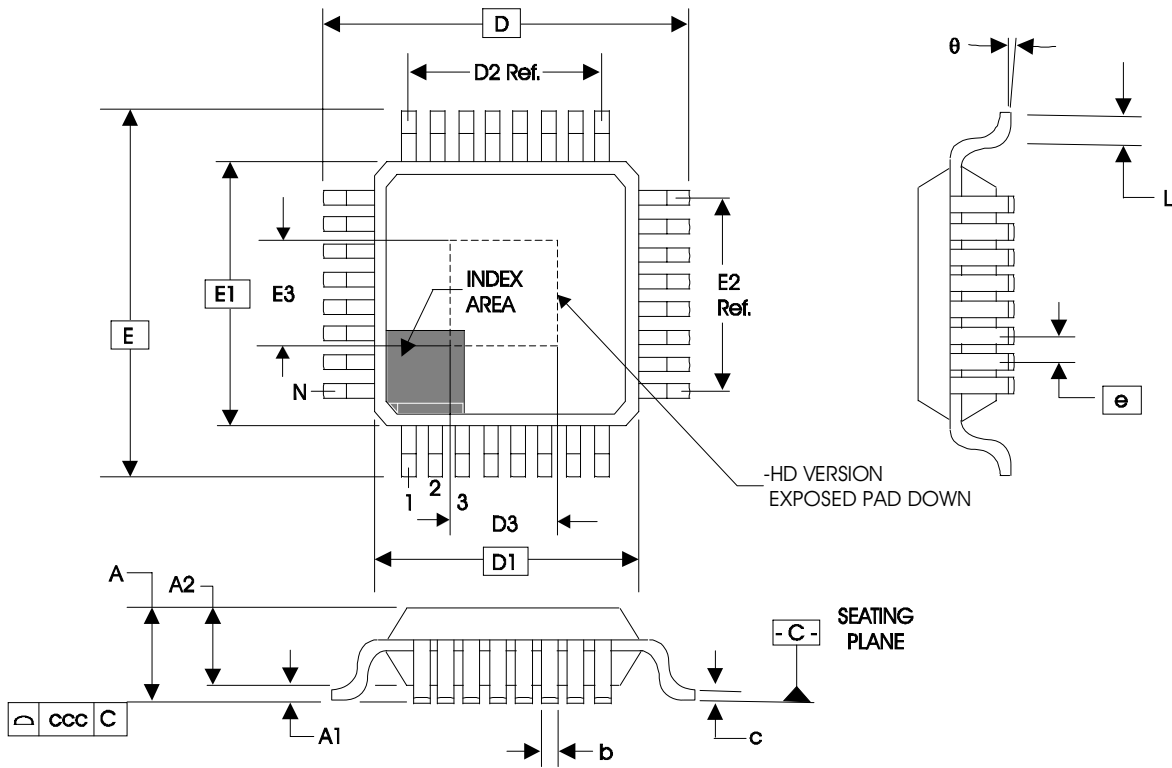 D
D2 Ref.
θ
L
E
E1
E3
INDEX
AREA
E2
Ref.
N
e
1
2
3
-HD VERSION
EXPOSED PAD DOWN
D3
D1
A
A2
- C -
SEATING
PLANE
⌓ ccc C
A1
b
c